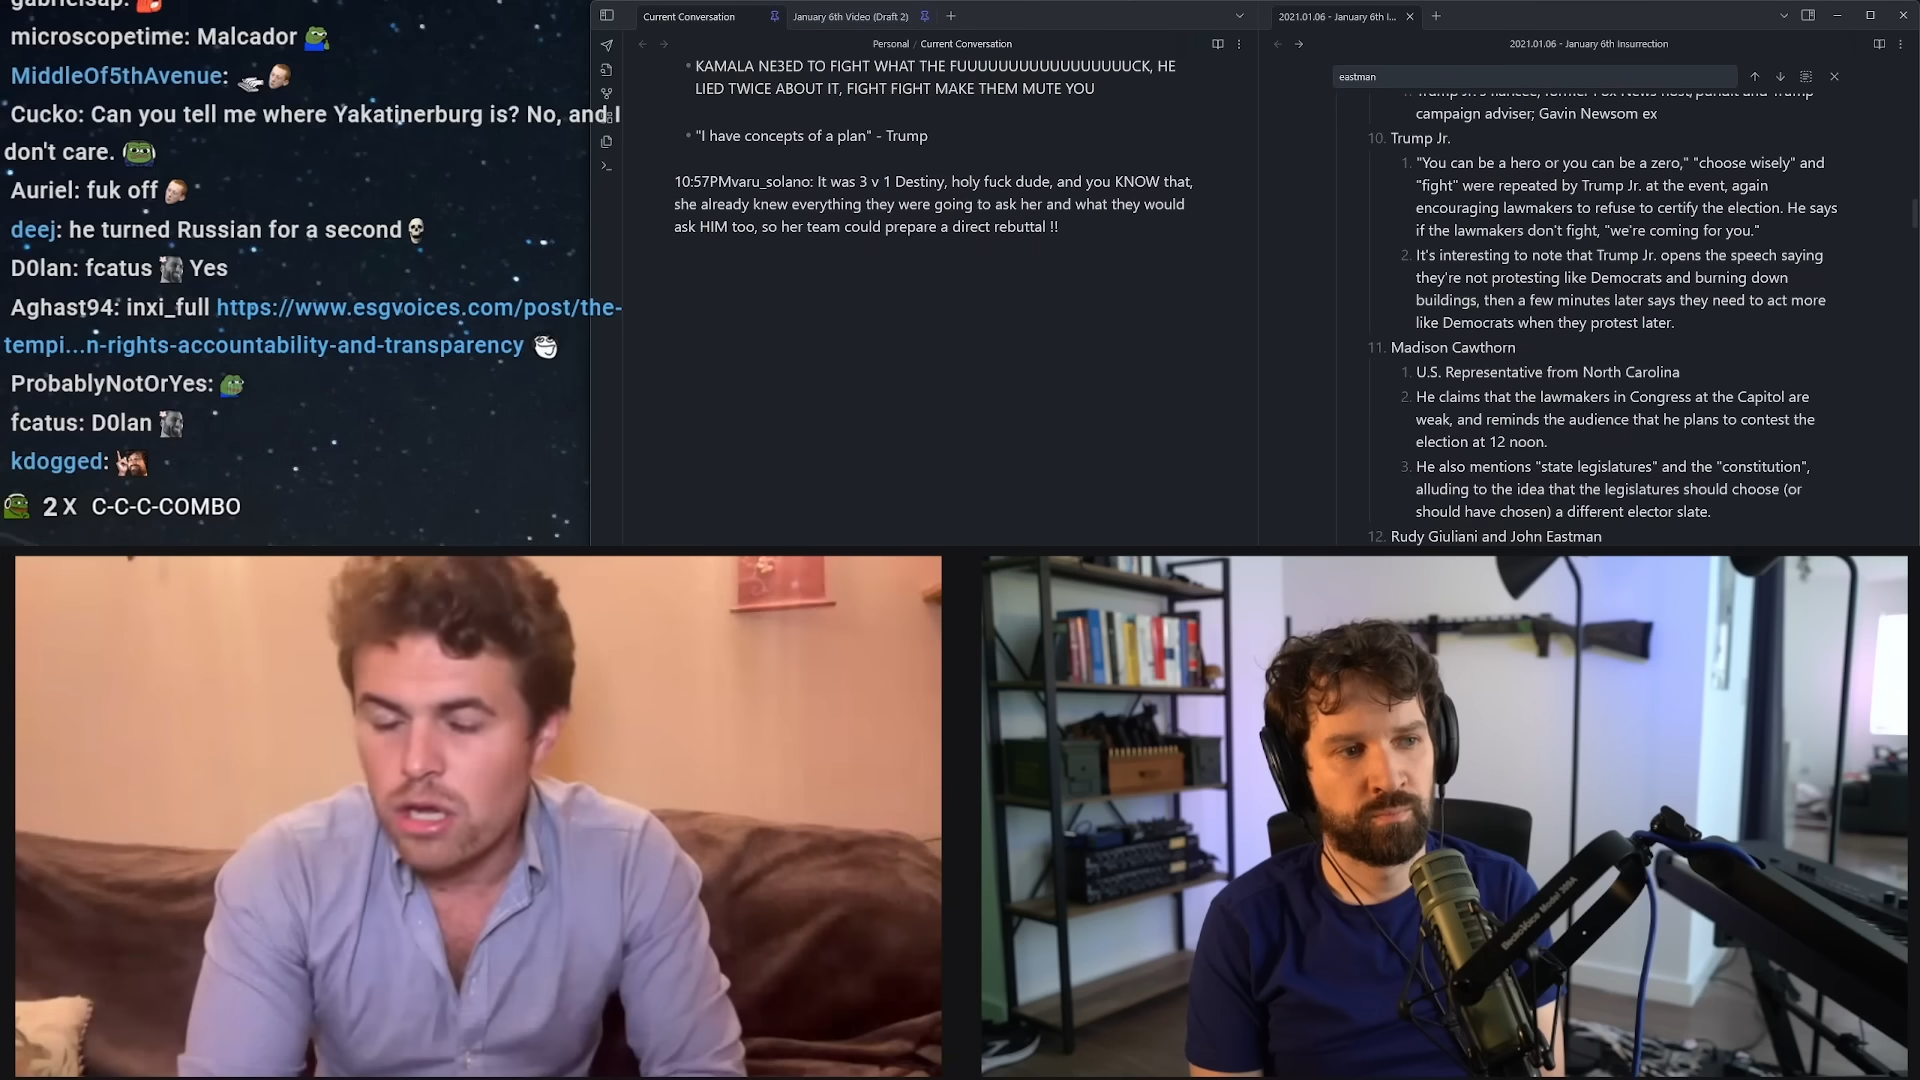 microscopetime: Malcador
MiddleOf5thAvenue:
Cucko: Can you tell me where Yakatinerburg is? No, and I
don't care.
Auriel: fuk off
deej: he turned Russian for a second
D0lan: fcatus Yes
Aghast94: inxi_full https://www.esgvoices.com/post/the-
tempi...n-rights-accountability-and-transparency
ProbablyNotOrYes:
fcatus: D0lan
kdogged:
2 X C-C-C-COMBO
Current Conversation
January 6th Video (Draft 2)
Personal / Current Conversation
KAMALA NE3ED TO FIGHT WHAT THE FUUUUUUUUUUUUUUUUUCK, HE
LIED TWICE ABOUT IT, FIGHT FIGHT MAKE THEM MUTE YOU
"I have concepts of a plan" - Trump
10:57PMvaru_solano: It was 3 v 1 Destiny, holy fuck dude, and you KNOW that,
she already knew everything they were going to ask her and what they would
ask HIM too, so her team could prepare a direct rebuttal !!
2021.01.06 - January 6th I...
2021.01.06 - January 6th Insurrection
eastman
campaign adviser; Gavin Newsom ex
10. Trump Jr.
1. "You can be a hero or you can be a zero," "choose wisely" and
"fight" were repeated by Trump Jr. at the event, again
encouraging lawmakers to refuse to certify the election. He says
if the lawmakers don't fight, "we're coming for you."
2. It's interesting to note that Trump Jr. opens the speech saying
they're not protesting like Democrats and burning down
buildings, then a few minutes later says they need to act more
like Democrats when they protest later.
11. Madison Cawthorn
1. U.S. Representative from North Carolina
2. He claims that the lawmakers in Congress at the Capitol are
weak, and reminds the audience that he plans to contest the
election at 12 noon.
3. He also mentions "state legislatures" and the "constitution",
alluding to the idea that the legislatures should choose (or
should have chosen) a different elector slate.
12. Rudy Giuliani and John Eastman